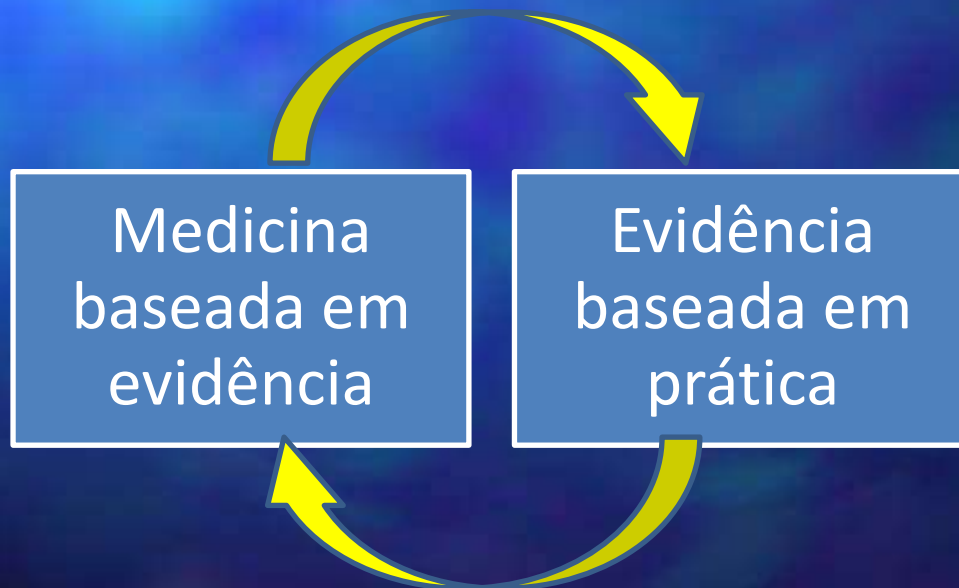 Medicina
baseada em
evidência
Evidência
baseada em
prática